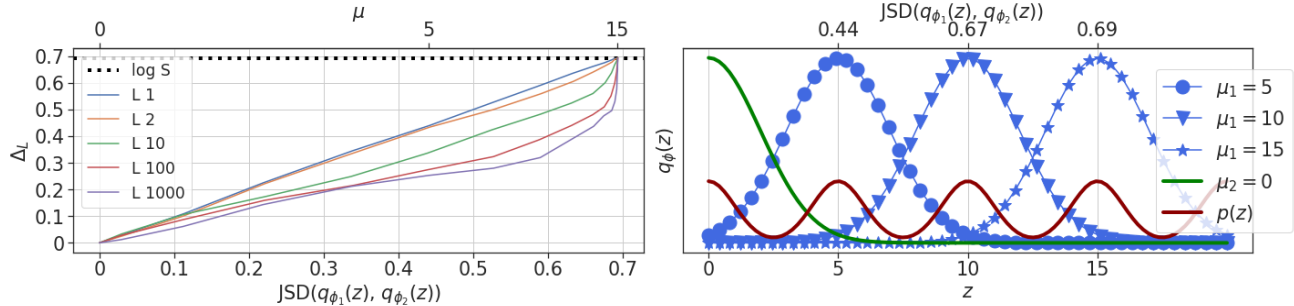 μ
0 5 15
0.7
0.6
0.5
0.4
0.3
0.2
0.1
0
Δ_L
log S
L 1
L 2
L 10
L 100
L 1000
0 0.1 0.2 0.3 0.4 0.5 0.6 0.7
JSD(q_{ϕ_1}(z), q_{ϕ_2}(z))
JSD(q_{ϕ_1}(z), q_{ϕ_2}(z))
0.44 0.67 0.69
q_ϕ(z)
μ_1 = 5
μ_1 = 10
μ_1 = 15
μ_2 = 0
p(z)
0 5 10 15
z